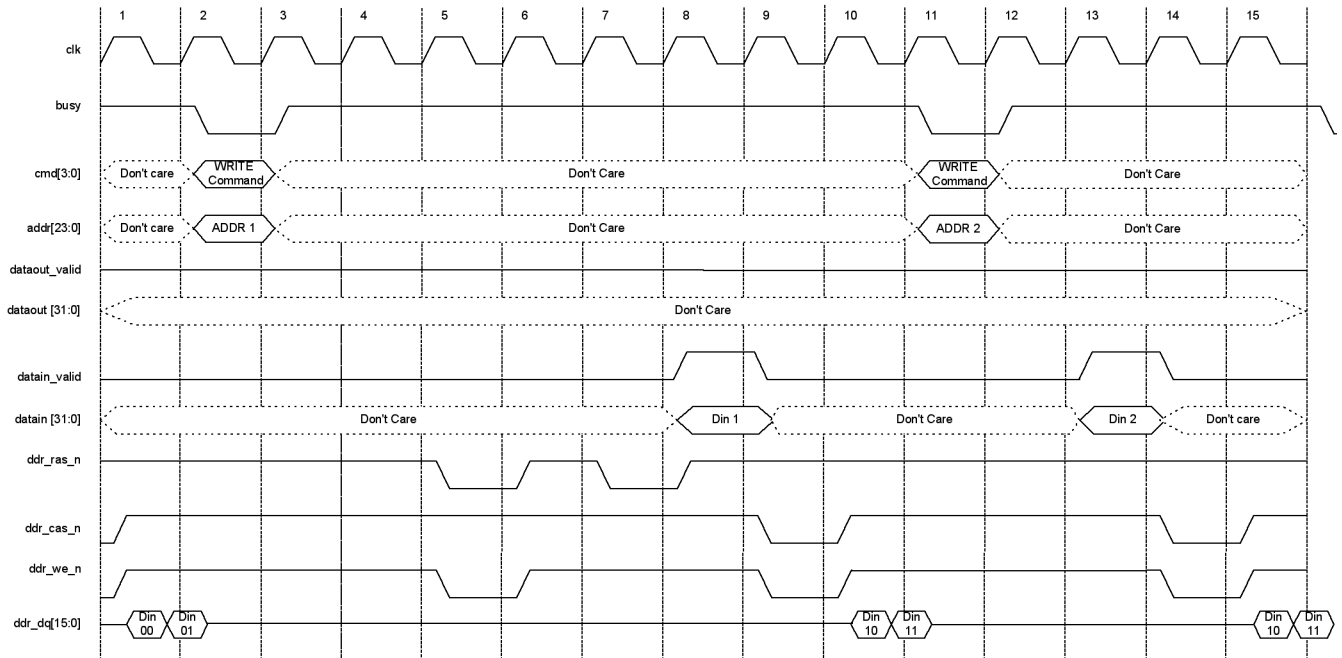 1 2 3 4 5 6 7 8 9 10 11 12 13 14 15
clk
busy
cmd[3:0] Don't care WRITE Command Don't Care WRITE Command Don't Care
addr[23:0] Don't care ADDR 1 Don't Care ADDR 2 Don't Care
dataout_valid
dataout [31:0] Don't Care
datain_valid
datain [31:0] Don't Care Din 1 Don't Care Din 2 Don't care
ddr_ras_n
ddr_cas_n
ddr_we_n
ddr_dq[15:0] Din 00 Din 01 Din 10 Din 11 Din 10 Din 11